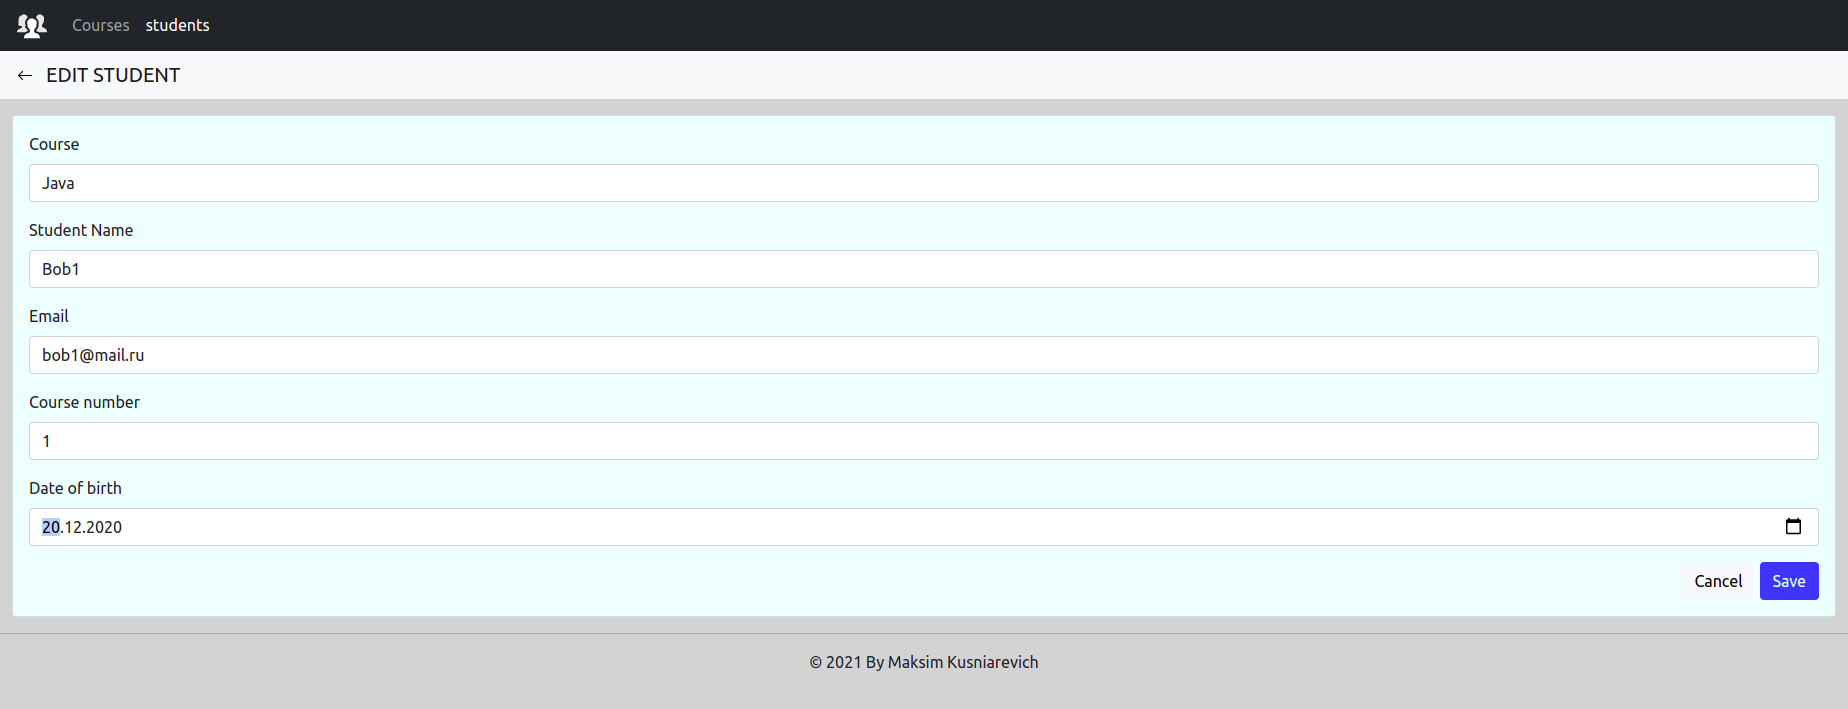 Courses students
← EDIT STUDENT
Course
Java
Student Name
Bob1
Email
bob1@mail.ru
Course number
1
Date of birth
20.12.2020
Cancel Save
© 2021 By Maksim Kusniarevich